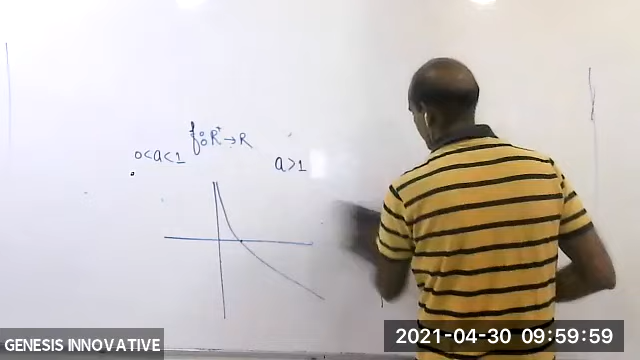 f: R⁺→R
0<a<1
a>1
GENESIS INNOVATIVE
2021-04-30 09:59:59